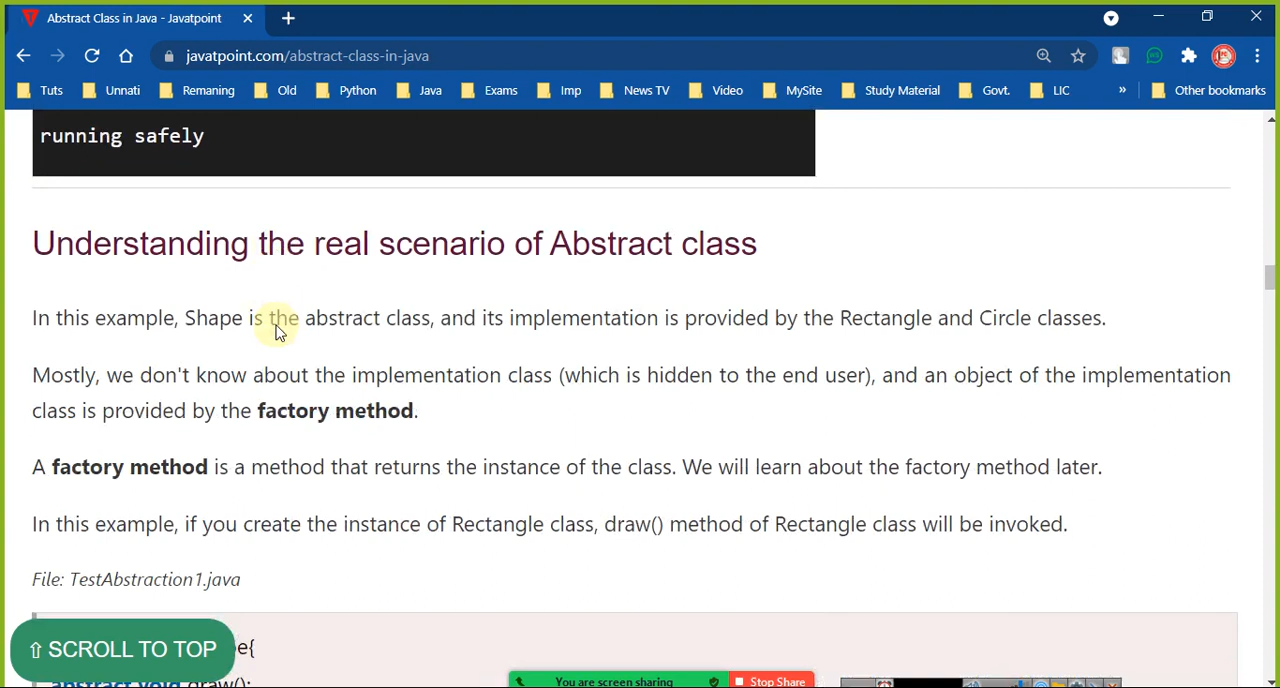 Abstract Class in Java - Javatpoint
javatpoint.com/abstract-class-in-java
Tuts Unnati Remaning Old Python Java Exams Imp News TV Video MySite Study Material Govt. LIC » Other bookmarks
running safely
Understanding the real scenario of Abstract class
In this example, Shape is the abstract class, and its implementation is provided by the Rectangle and Circle classes.
Mostly, we don't know about the implementation class (which is hidden to the end user), and an object of the implementation
class is provided by the factory method.
A factory method is a method that returns the instance of the class. We will learn about the factory method later.
In this example, if you create the instance of Rectangle class, draw() method of Rectangle class will be invoked.
File: TestAbstraction1.java
⇧ SCROLL TO TOP
pe{
abstract void draw();
You are screen sharing Stop Share